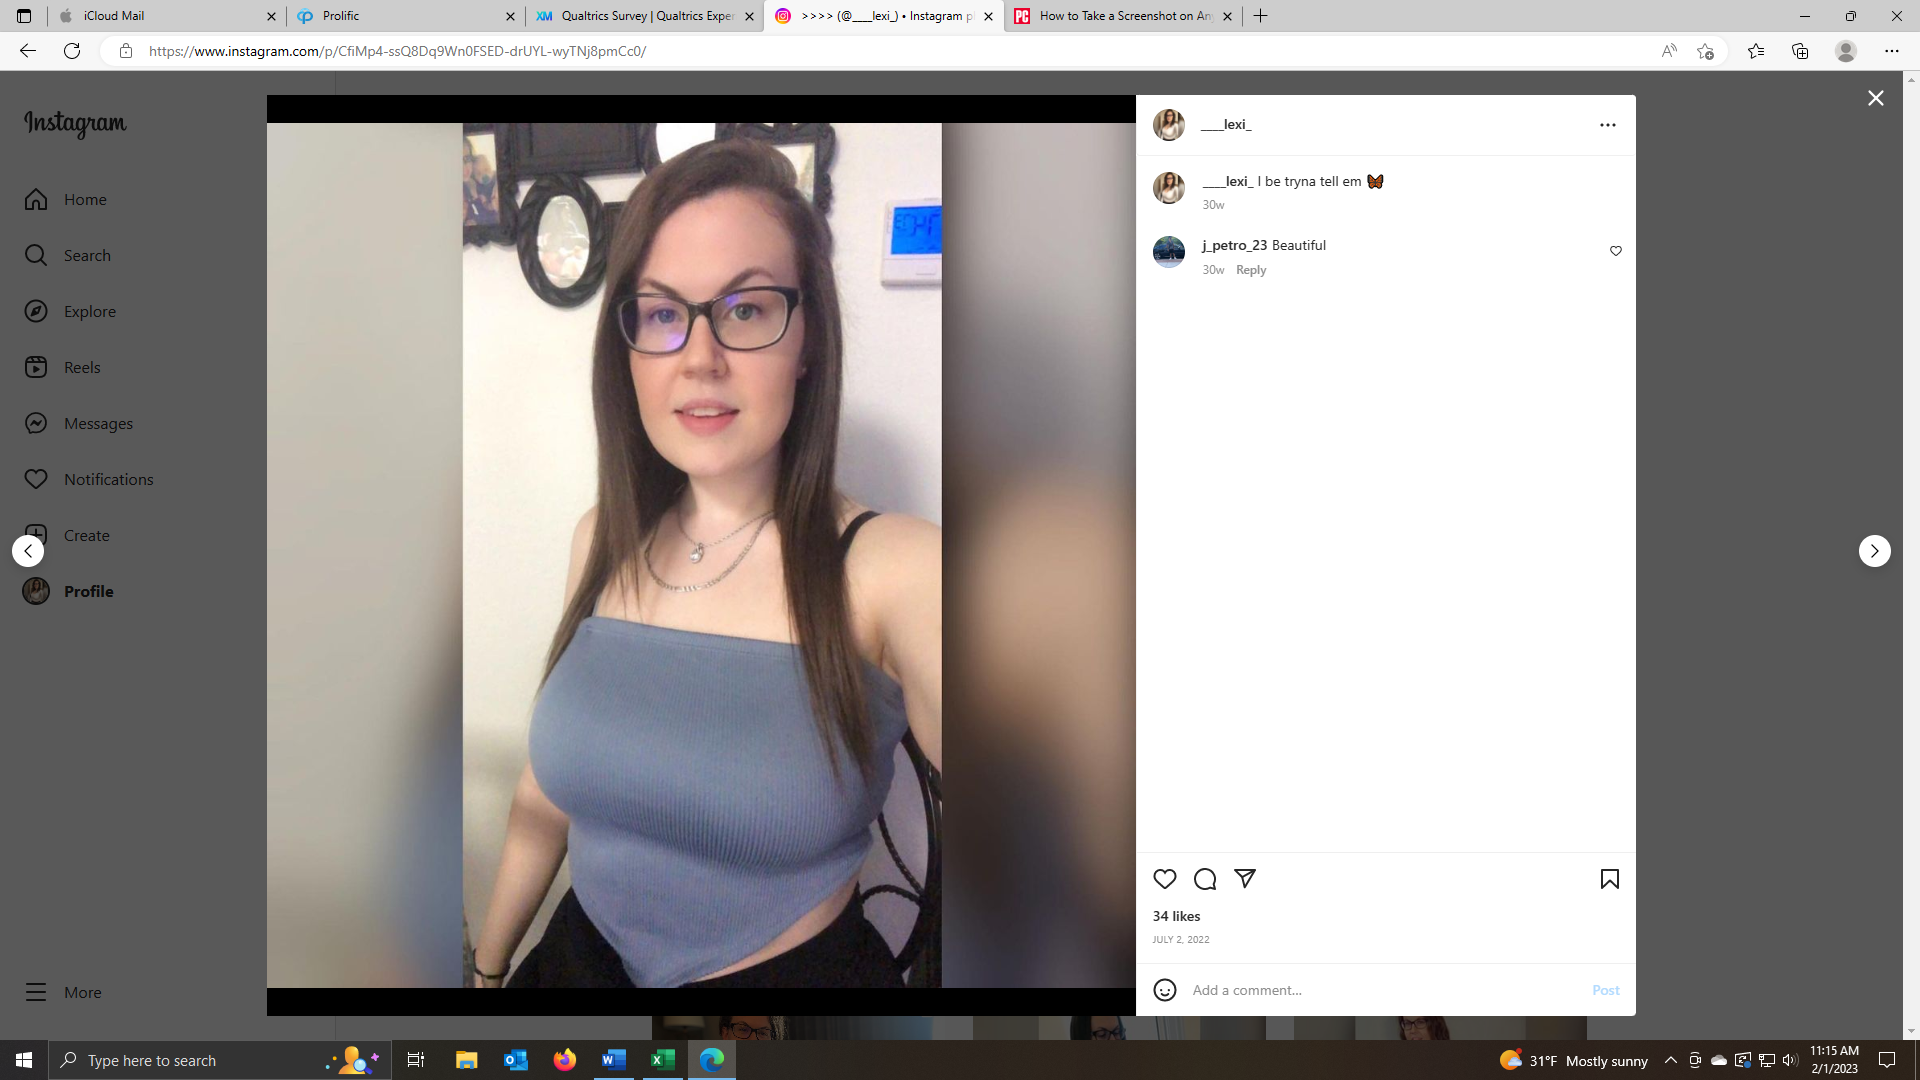 iCloud Mail
Prolific
Qualtrics Survey | Qualtrics Exper
>>>> (@____lexi_) • Instagram p
How to Take a Screenshot on An
https://www.instagram.com/p/CfiMp4-ssQ8Dq9Wn0FSED-drUYL-wyTNj8pmCc0/
Instagram
Home
Search
Explore
Reels
Messages
Notifications
Create
Profile
More
____lexi_
____lexi_ I be tryna tell em 🦋
30w
j_petro_23 Beautiful
30w Reply
34 likes
JULY 2, 2022
Add a comment...
Post
Type here to search
31°F Mostly sunny
11:15 AM
2/1/2023